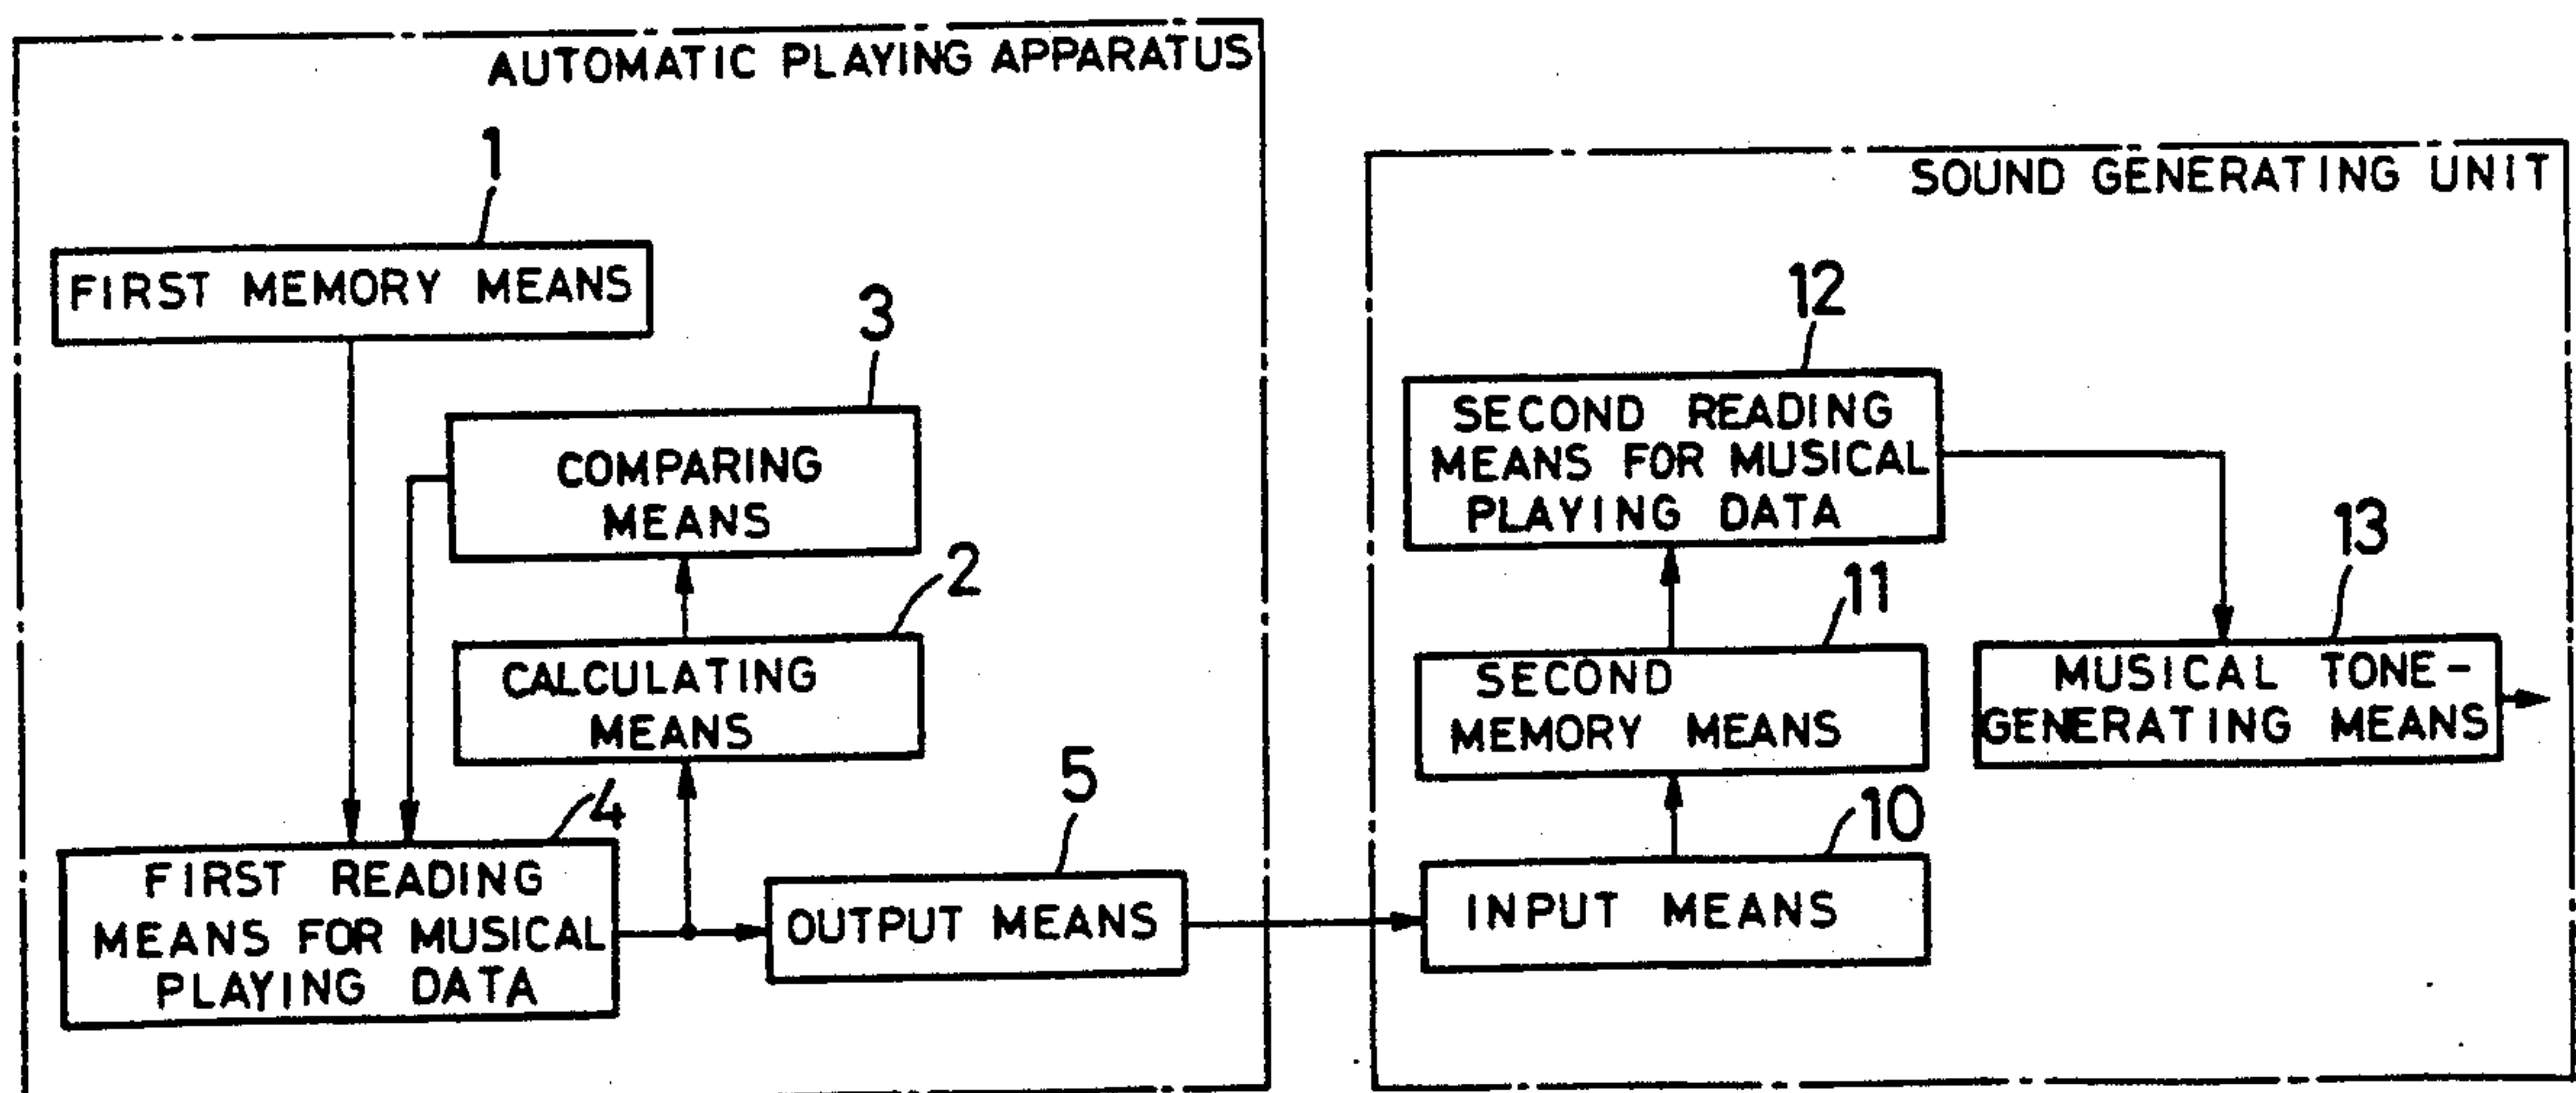 AUTOMATIC PLAYING APPARATUS
1
FIRST MEMORY MEANS
3
COMPARING
MEANS
2
CALCULATING
MEANS
4
FIRST READING
MEANS FOR MUSICAL
PLAYING DATA
5
OUTPUT MEANS
SOUND GENERATING UNIT
12
SECOND READING
MEANS FOR MUSICAL
PLAYING DATA
11
SECOND
MEMORY MEANS
13
MUSICAL TONE-
GENERATING MEANS
10
INPUT MEANS